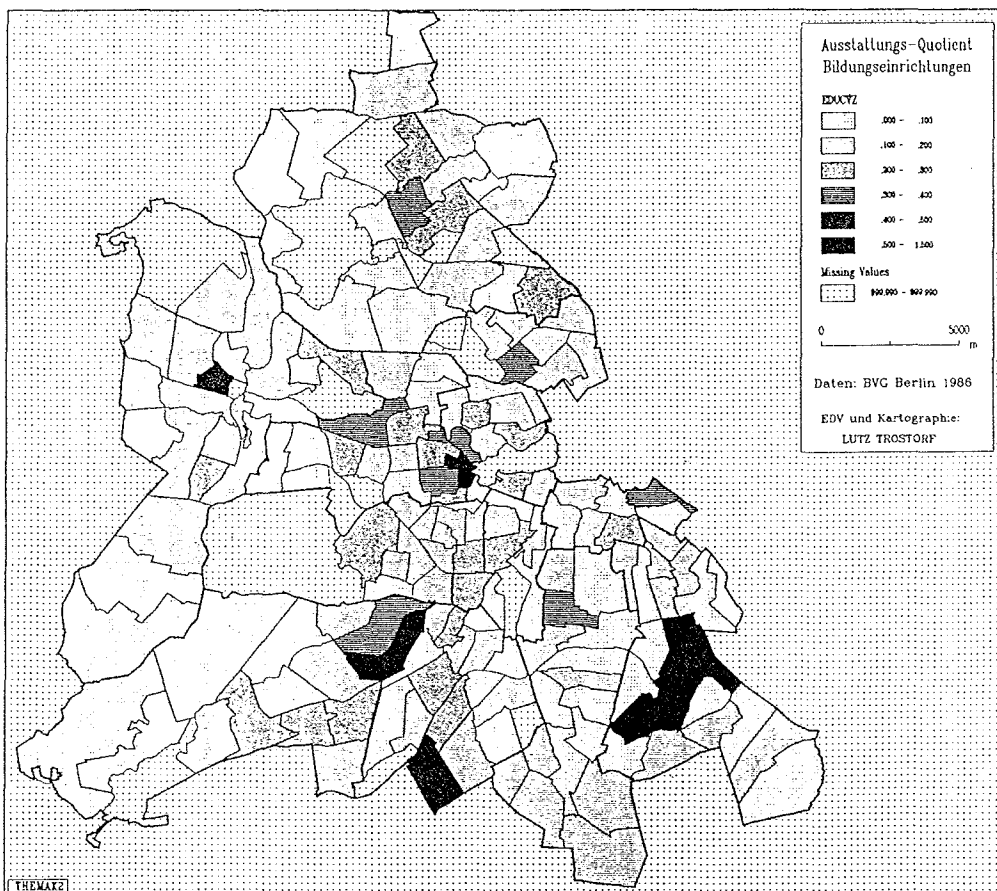 Ausstattungs-Quotient
Bildungseinrichtungen
EDUCYZ
.000 - .100
.100 - .200
.200 - .300
.300 - .400
.400 - .500
.500 - 1.500
Missing Values
0 5000
m
Daten: BVG Berlin 1986
EDV und Kartographie:
LUTZ TROSTORF
THEMAK2